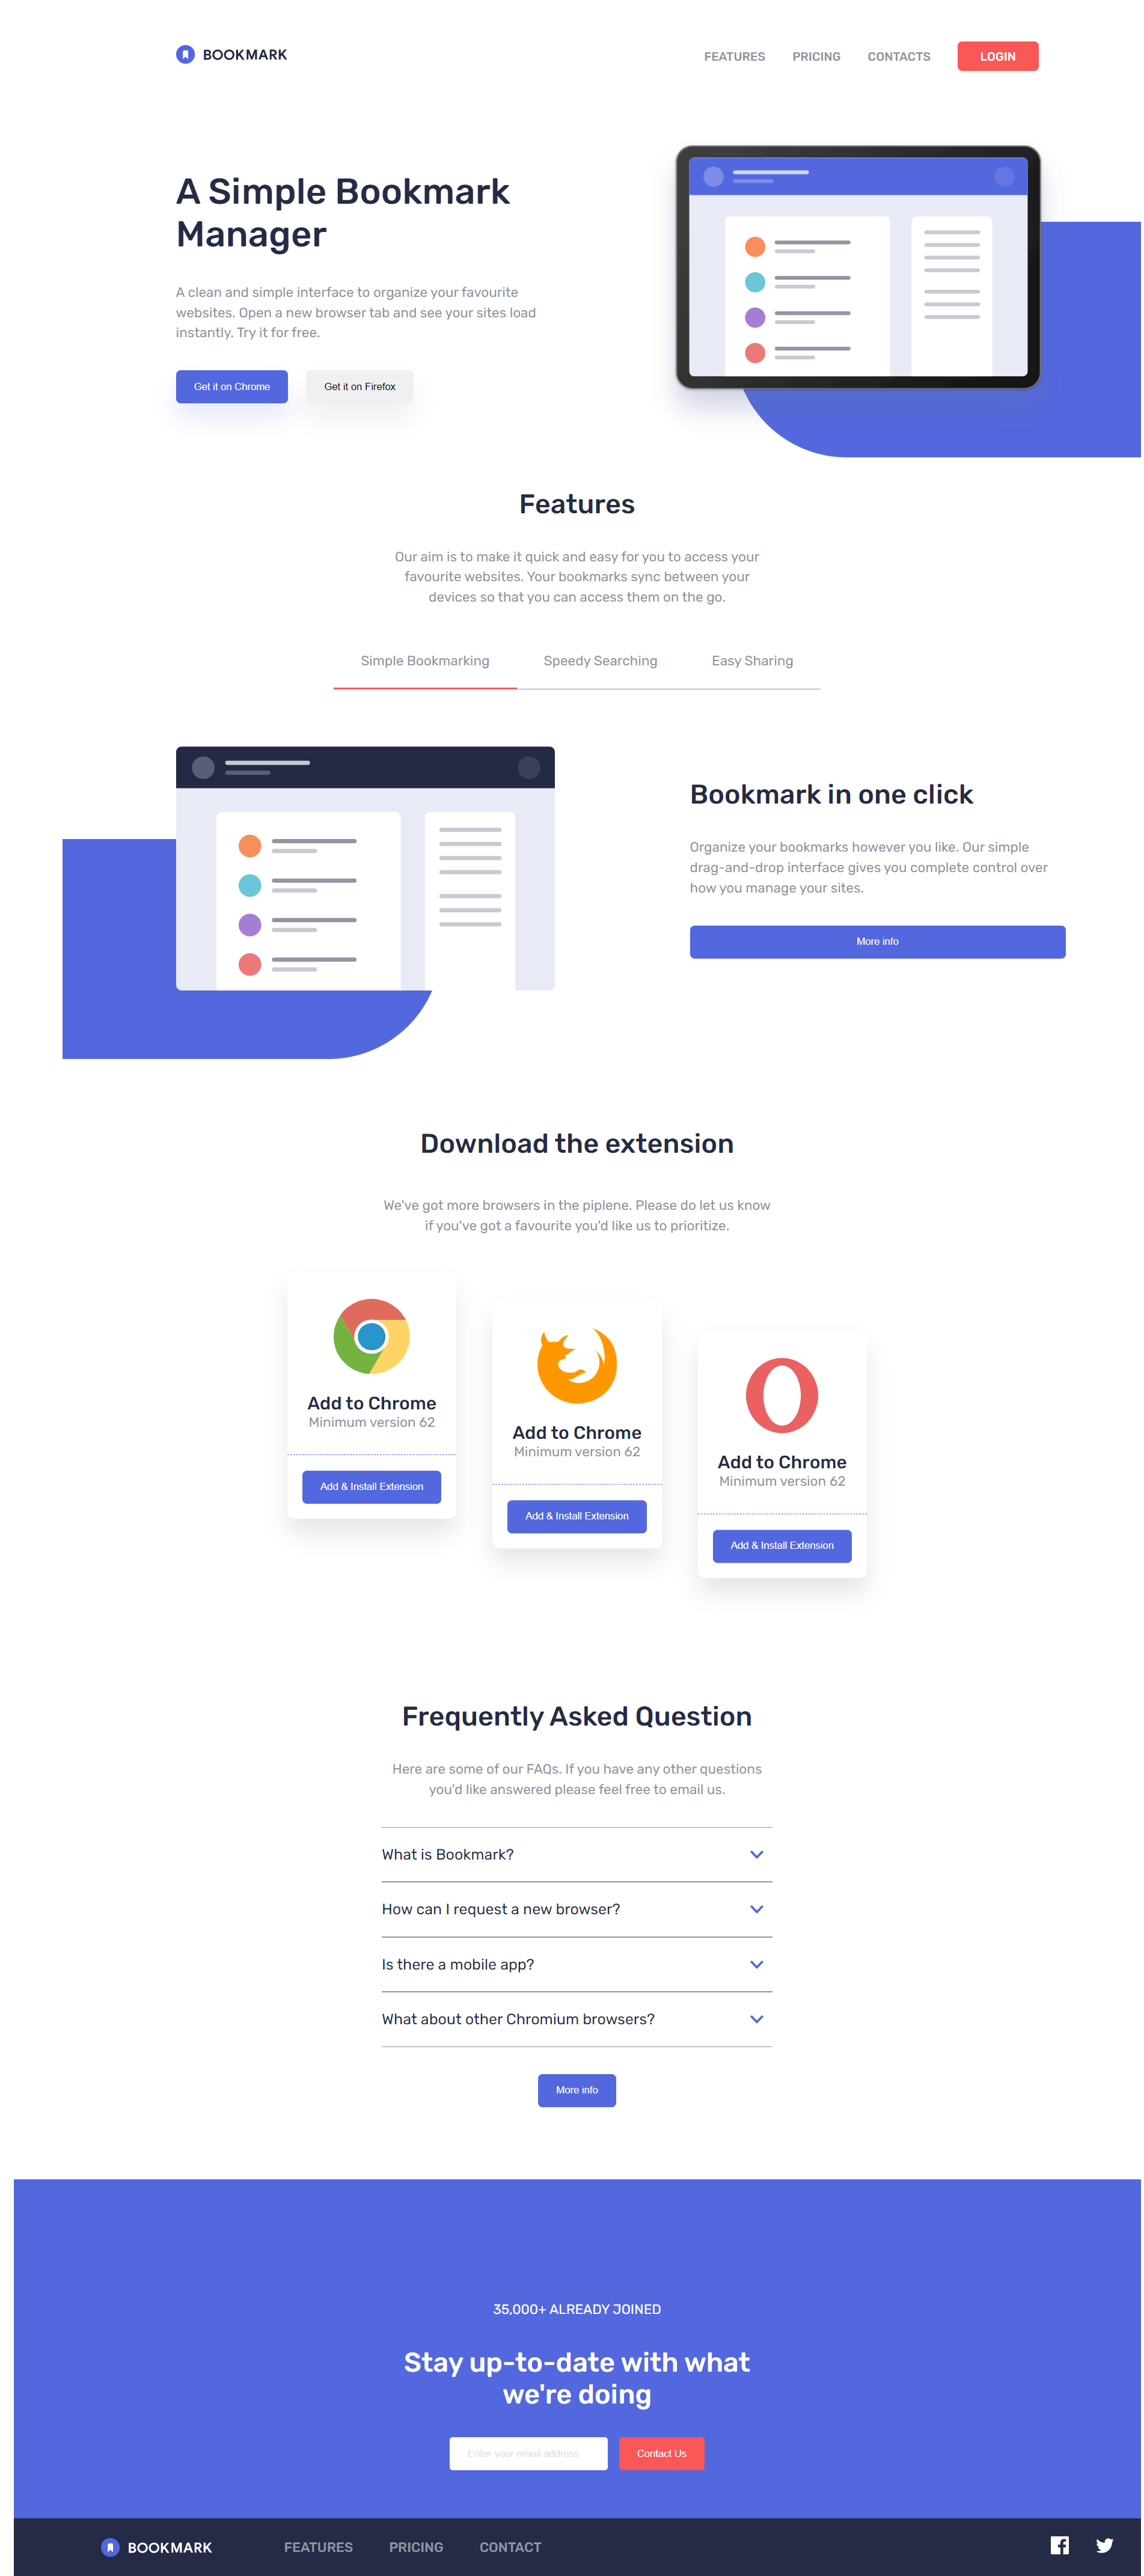 BOOKMARK
FEATURES PRICING CONTACTS LOGIN
A Simple Bookmark
Manager
A clean and simple interface to organize your favourite
websites. Open a new browser tab and see your sites load
instantly. Try it for free.
Get it on Chrome Get it on Firefox
Features
Our aim is to make it quick and easy for you to access your
favourite websites. Your bookmarks sync between your
devices so that you can access them on the go.
Simple Bookmarking Speedy Searching Easy Sharing
Bookmark in one click
Organize your bookmarks however you like. Our simple
drag-and-drop interface gives you complete control over
how you manage your sites.
More info
Download the extension
We've got more browsers in the piplene. Please do let us know
if you've got a favourite you'd like us to prioritize.
Add to Chrome
Minimum version 62
Add & Install Extension
Add to Chrome
Minimum version 62
Add & Install Extension
Add to Chrome
Minimum version 62
Add & Install Extension
Frequently Asked Question
Here are some of our FAQs. If you have any other questions
you'd like answered please feel free to email us.
What is Bookmark?
How can I request a new browser?
Is there a mobile app?
What about other Chromium browsers?
More info
35,000+ ALREADY JOINED
Stay up-to-date with what
we're doing
Enter your email address Contact Us
BOOKMARK FEATURES PRICING CONTACT